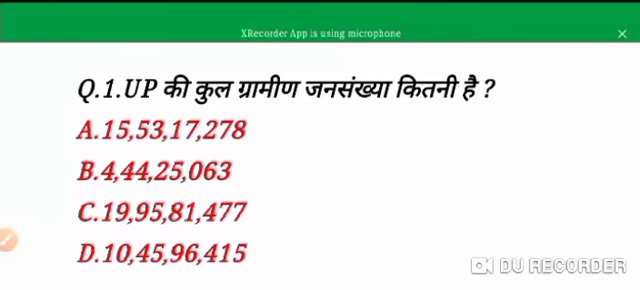 XRecorder App is using microphone
Q.1.UP की कुल ग्रामीण जनसंख्या कितनी है ?
A.15,53,17,278
B.4,44,25,063
C.19,95,81,477
D.10,45,96,415
DU RECORDER